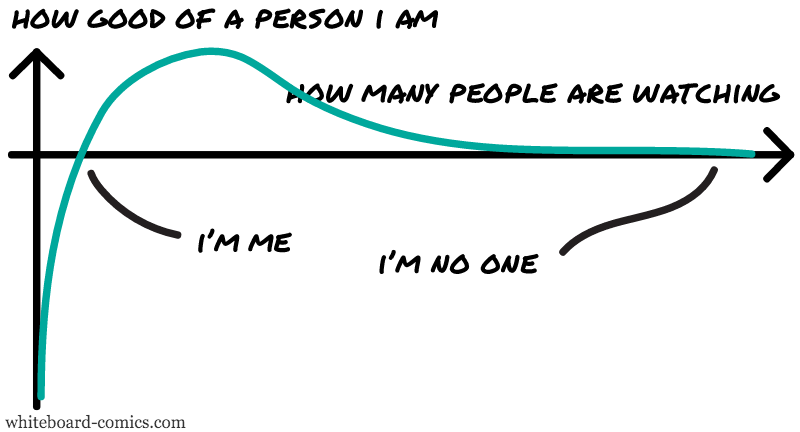 HOW GOOD OF A PERSON I AM
HOW MANY PEOPLE ARE WATCHING
I'M ME
I'M NO ONE
whiteboard-comics.com